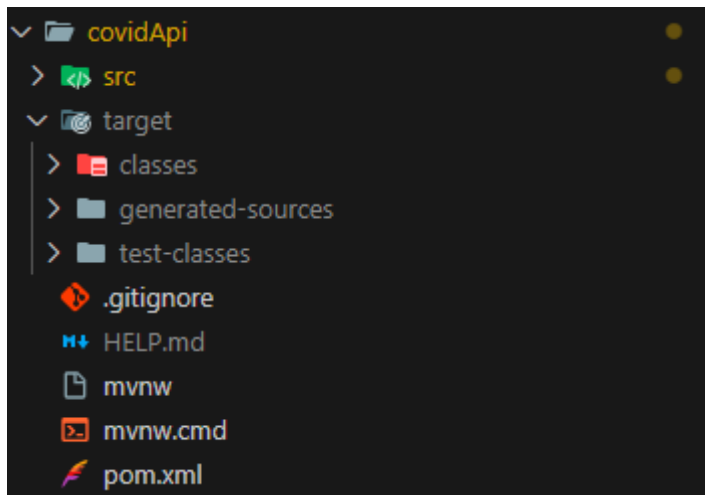 covidApi
src
target
classes
generated-sources
test-classes
.gitignore
HELP.md
mvnw
mvnw.cmd
pom.xml